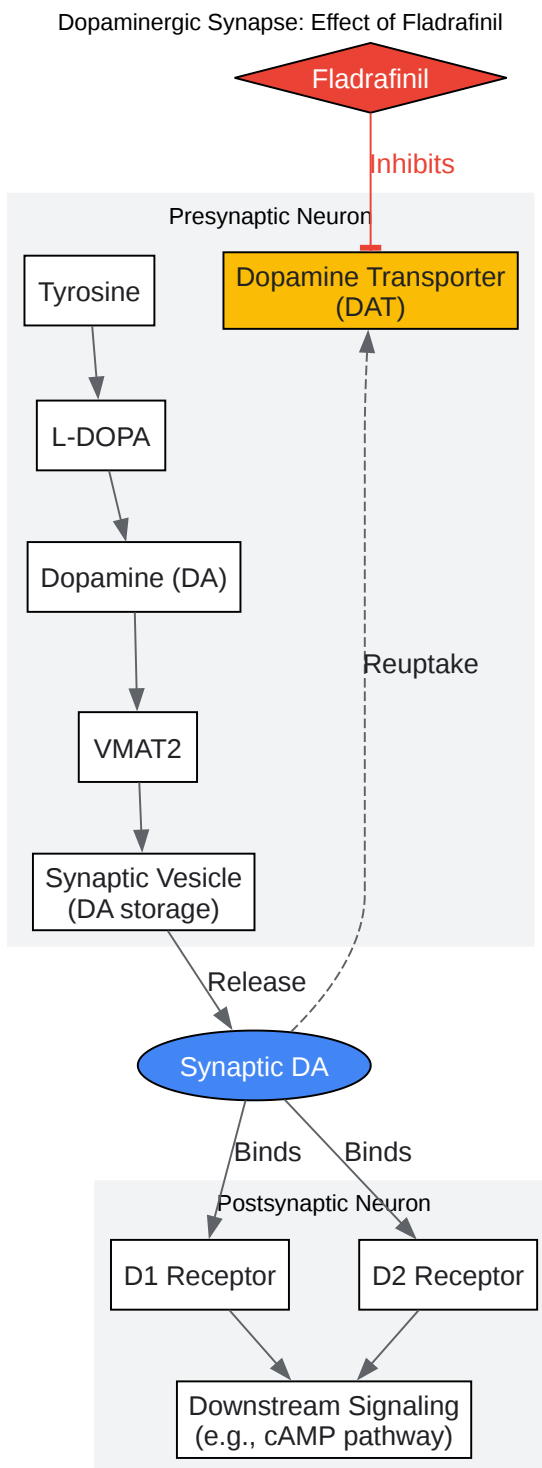 Dopaminergic Synapse: Effect of Fladrafinil
Fladrafinil
Inhibits
Presynaptic Neuron
Tyrosine
Dopamine Transporter
(DAT)
L-DOPA
Dopamine (DA)
Reuptake
VMAT2
Synaptic Vesicle
(DA storage)
Release
Synaptic DA
Binds
Binds
Postsynaptic Neuron
D1 Receptor
D2 Receptor
Downstream Signaling
(e.g., cAMP pathway)